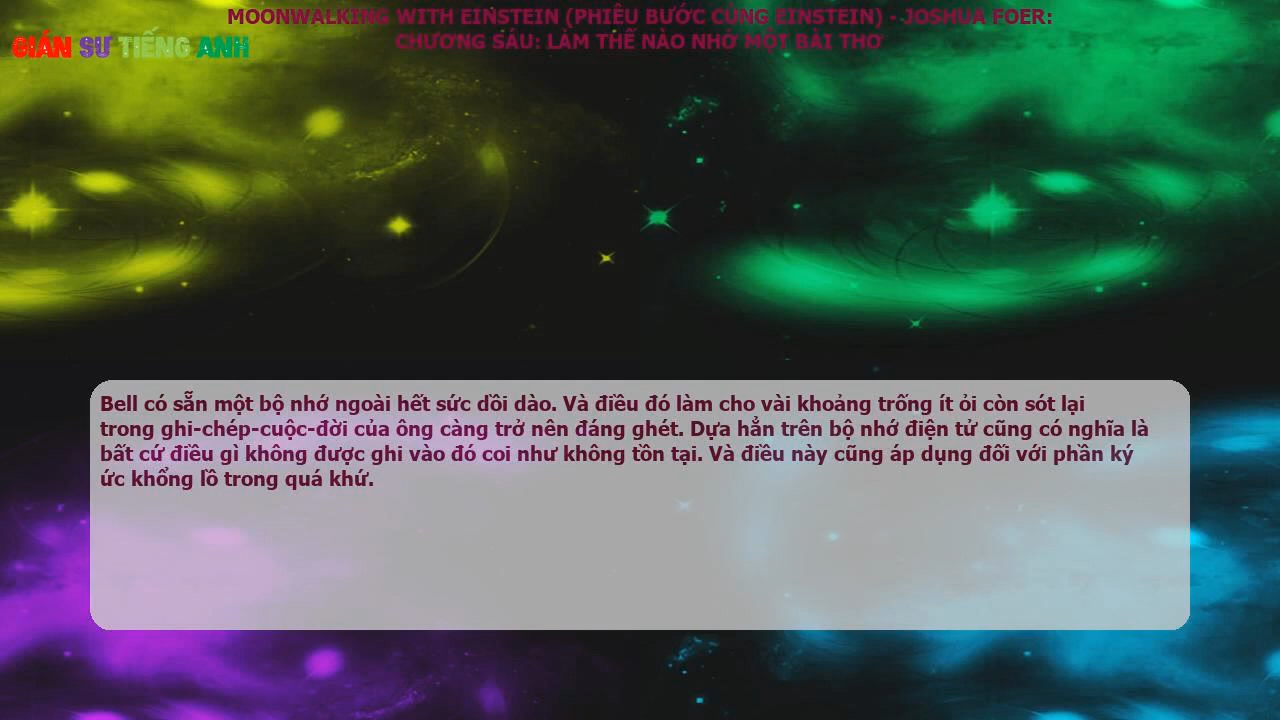 MOONWALKING WITH EINSTEIN (PHIÊU BƯỚC CÙNG EINSTEIN) - JOSHUA FOER:
CHƯƠNG SÁU: LÀM THẾ NÀO NHỚ MỘT BÀI THƠ
GIÁN SƯ TIẾNG ANH
Bell có sẵn một bộ nhớ ngoài hết sức dồi dào. Và điều đó làm cho vài khoảng trống ít ỏi còn sót lại
trong ghi-chép-cuộc-đời của ông càng trở nên đáng ghét. Dựa hẳn trên bộ nhớ điện tử cũng có nghĩa là
bất cứ điều gì không được ghi vào đó coi như không tồn tại. Và điều này cũng áp dụng đối với phần ký
ức khổng lồ trong quá khứ.